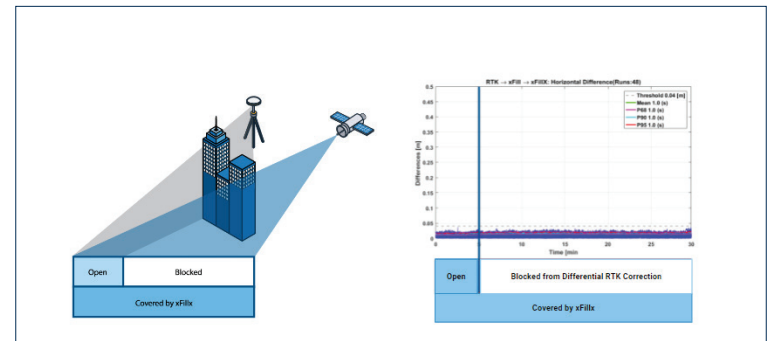 Open
Blocked
Covered by xFillx
RTK → xFill → xFillX: Horizontal Difference(Runs:48)
Threshold 0.04 [m]
Mean 1.0 (s)
P68 1.0 (s)
P90 1.0 (s)
P95 1.0 (s)
Differences [m]
0.5
0.45
0.4
0.35
0.3
0.25
0.2
0.15
0.1
0.05
0
0 5 10 15 20 25 30
Time [min
Open
Blocked from Differential RTK Correction
Covered by xFillx